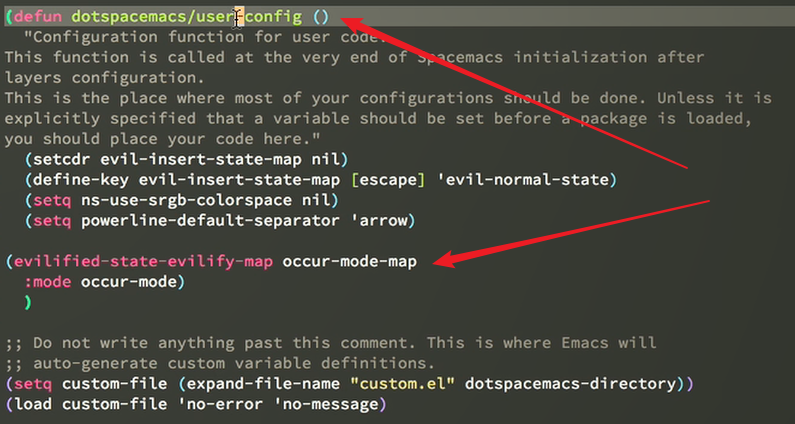 (defun dotspacemacs/user-config ()
  "Configuration function for user code.
This function is called at the very end of Spacemacs initialization after
layers configuration.
This is the place where most of your configurations should be done. Unless it is
explicitly specified that a variable should be set before a package is loaded,
you should place your code here."
  (setcdr evil-insert-state-map nil)
  (define-key evil-insert-state-map [escape] 'evil-normal-state)
  (setq ns-use-srgb-colorspace nil)
  (setq powerline-default-separator 'arrow)
(evilified-state-evilify-map occur-mode-map
  :mode occur-mode)
  )
;; Do not write anything past this comment. This is where Emacs will
;; auto-generate custom variable definitions.
(setq custom-file (expand-file-name "custom.el" dotspacemacs-directory))
(load custom-file 'no-error 'no-message)